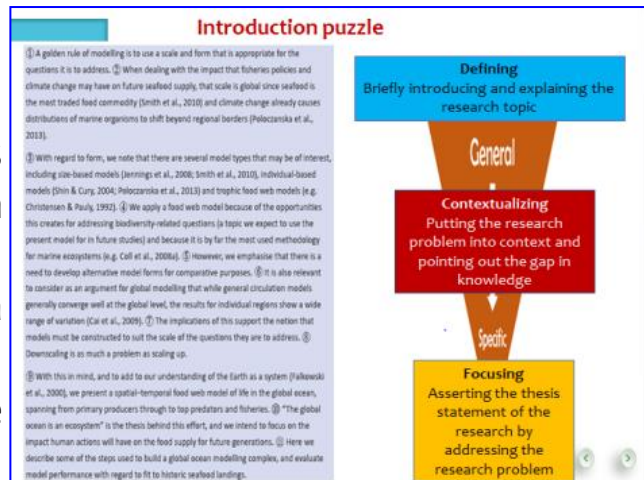 Introduction puzzle
① A golden rule of modelling is to use a scale and form that is appropriate for the
questions it is to address. ② When dealing with the impact that fisheries policies and
climate change may have on future seafood supply, that scale is global since seafood is
the most traded food commodity (Smith et al., 2010) and climate change already causes
distributions of marine organisms to shift beyond regional borders (Poloczanska et al.,
2013).
③ With regard to form, we note that there are several model types that may be of interest,
including size-based models (Jennings et al., 2008; Smith et al., 2010), individual-based
models (Shin & Cury, 2004; Poloczanska et al., 2013) and trophic food web models (e.g.
Christensen & Pauly, 1992). ④ We apply a food web model because of the opportunities
this creates for addressing biodiversity-related questions (a topic we expect to use the
present model for in future studies) and because it is by far the most used methodology
for marine ecosystems (e.g. Coll et al., 2008a). ⑤ However, we emphasise that there is a
need to develop alternative model forms for comparative purposes. ⑥ It is also relevant
to consider as an argument for global modelling that while general circulation models
generally converge well at the global level, the results for individual regions show a wide
range of variation (Cai et al., 2009). ⑦ The implications of this support the notion that
models must be constructed to suit the scale of the questions they are to address. ⑧
Downscaling is as much a problem as scaling up.
⑨ With this in mind, and to add to our understanding of the Earth as a system (Falkowski
et al., 2000), we present a spatial-temporal food web model of life in the global ocean,
spanning from primary producers through to top predators and fisheries. ⑩ "The global
ocean is an ecosystem" is the thesis behind this effort, and we intend to focus on the
impact human actions will have on the food supply for future generations. ⑪ Here we
describe some of the steps used to build a global ocean modelling complex, and evaluate
model performance with regard to fit to historic seafood landings.
Defining
Briefly introducing and explaining the
research topic
General
Contextualizing
Putting the research
problem into context and
pointing out the gap in
knowledge
Specific
Focusing
Asserting the thesis
statement of the
research by
addressing the
research problem